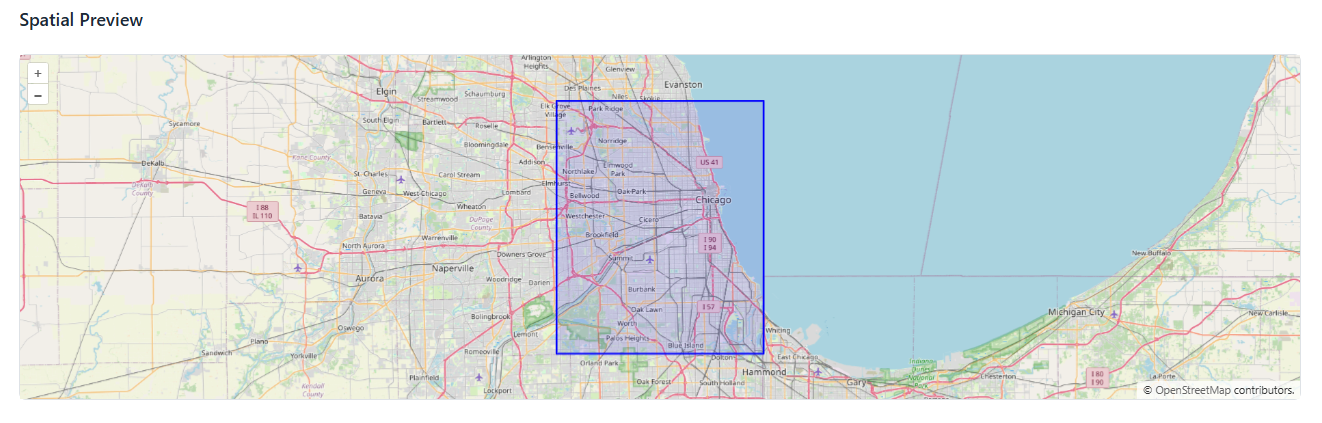 Spatial Preview
Arlington
Heights
Glenview
Evanston
Elgin
Streamwood
Schaumburg
Des Plaines
Niles
Skokie
+
−
Elk Grove
Village
Park Ridge
Sycamore
South Elgin
Bartlett
Roselle
Norridge
Bloomingdale
Bensenville
Kane County
DeKalb
Addison
US 41
Elmwood
Park
St. Charles
Carol Stream
Northlake
DeKalb
County
Geneva
West Chicago
Lombard
Elmhurst
Oak Park
Bellwood
Chicago
I 88
IL 110
Batavia
Wheaton
Westchester
Cicero
DuPage
County
Brookfield
North Aurora
Warrenville
I 90
I 94
Downers Grove
Summit
New Buffalo
Naperville
Aurora
Woodridge
Darien
Burbank
Bolingbrook
Oak Lawn
I 57
Michigan City
New Carlisle
Oswego
Lemont
Worth
Whiting
Plano
Palos Heights
Blue Island
Sandwich
Yorkville
Romeoville
Orland Park
Dolton
East Chicago
Indiana
Dunes
National
Park
Kendall
County
Plainfield
Lockport
Oak Forest
South Holland
Hammond
Gary
Chesterton
I 80
I 90
La Porte
© OpenStreetMap contributors.